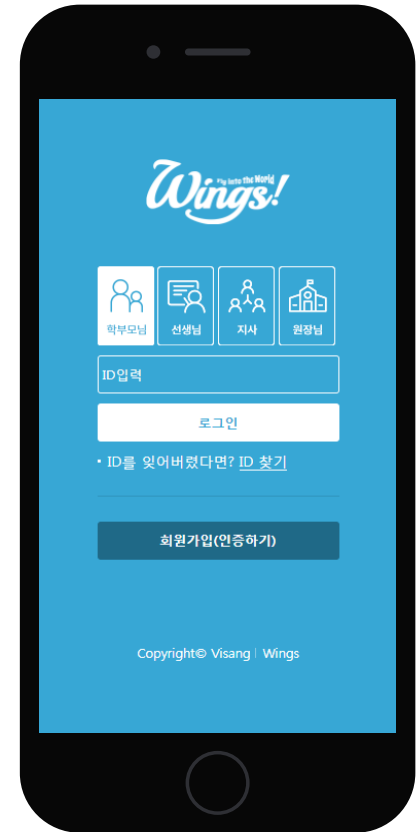 Fly into the World
Wings!
학부모님 선생님 지사 원장님
ID입력
로그인
• ID를 잊어버렸다면? ID 찾기
회원가입(인증하기)
Copyright© Visang | Wings